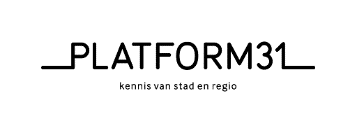 PLATFORM31
kennis van stad en regio